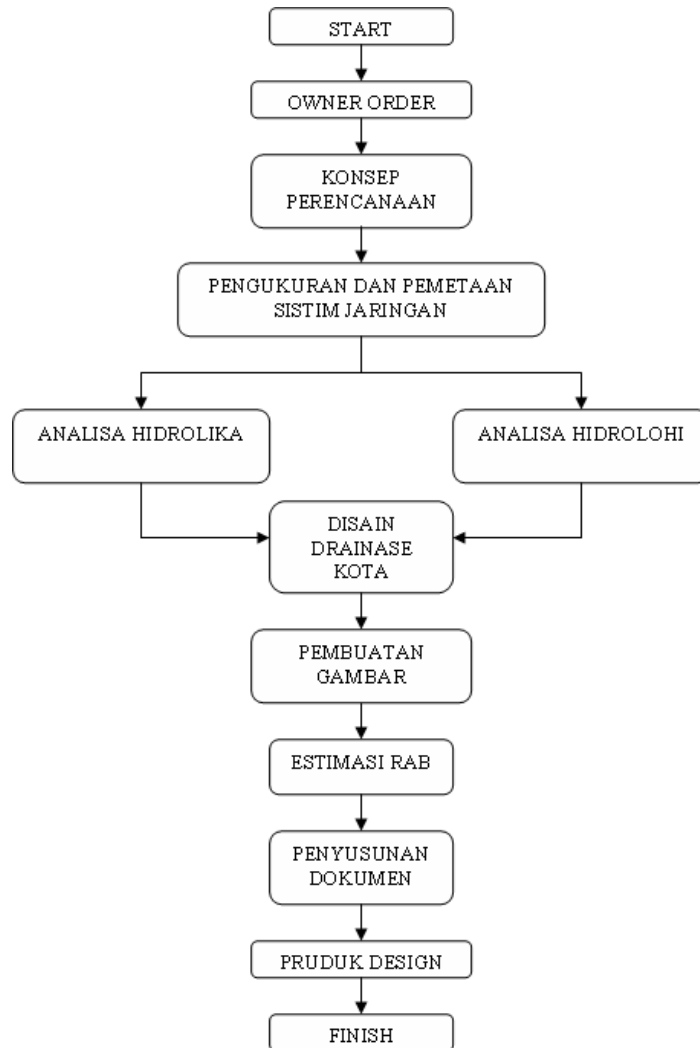 START
OWNER ORDER
KONSEP
PERENCANAAN
PENGUKURAN DAN PEMETAAN
SISTIM JARINGAN
ANALISA HIDROLIKA
ANALISA HIDROLOHI
DISAIN
DRAINASE
KOTA
PEMBUATAN
GAMBAR
ESTIMASI RAB
PENYUSUNAN
DOKUMEN
PRUDUK DESIGN
FINISH